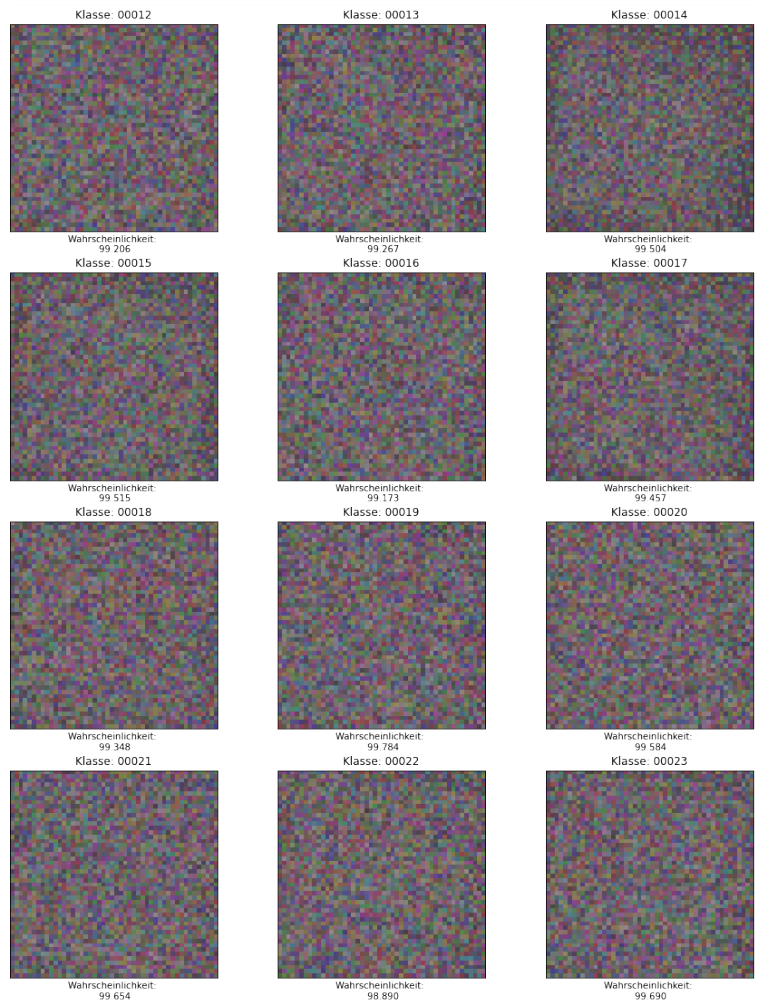 Klasse: 00012
Klasse: 00013
Klasse: 00014
Wahrscheinlichkeit:
99.206
Wahrscheinlichkeit:
99.267
Wahrscheinlichkeit:
99.504
Klasse: 00015
Klasse: 00016
Klasse: 00017
Wahrscheinlichkeit:
99.515
Wahrscheinlichkeit:
99.173
Wahrscheinlichkeit:
99.457
Klasse: 00018
Klasse: 00019
Klasse: 00020
Wahrscheinlichkeit:
99.348
Wahrscheinlichkeit:
99.784
Wahrscheinlichkeit:
99.584
Klasse: 00021
Klasse: 00022
Klasse: 00023
Wahrscheinlichkeit:
99.654
Wahrscheinlichkeit:
98.890
Wahrscheinlichkeit:
99.690